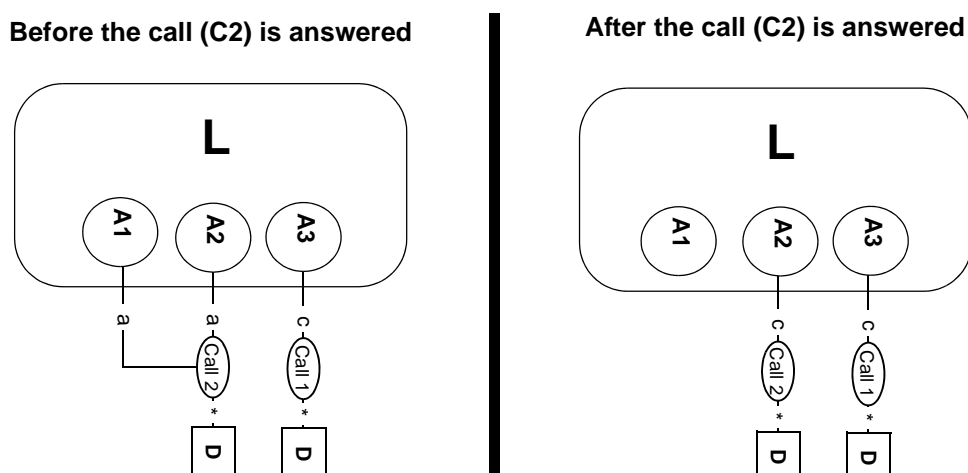 Before the call (C2) is answered
After the call (C2) is answered
L
A1
A2
A3
a
a
c
Call 2
Call 1
*
*
D
D
L
A1
A2
A3
c
c
Call 2
Call 1
*
*
D
D